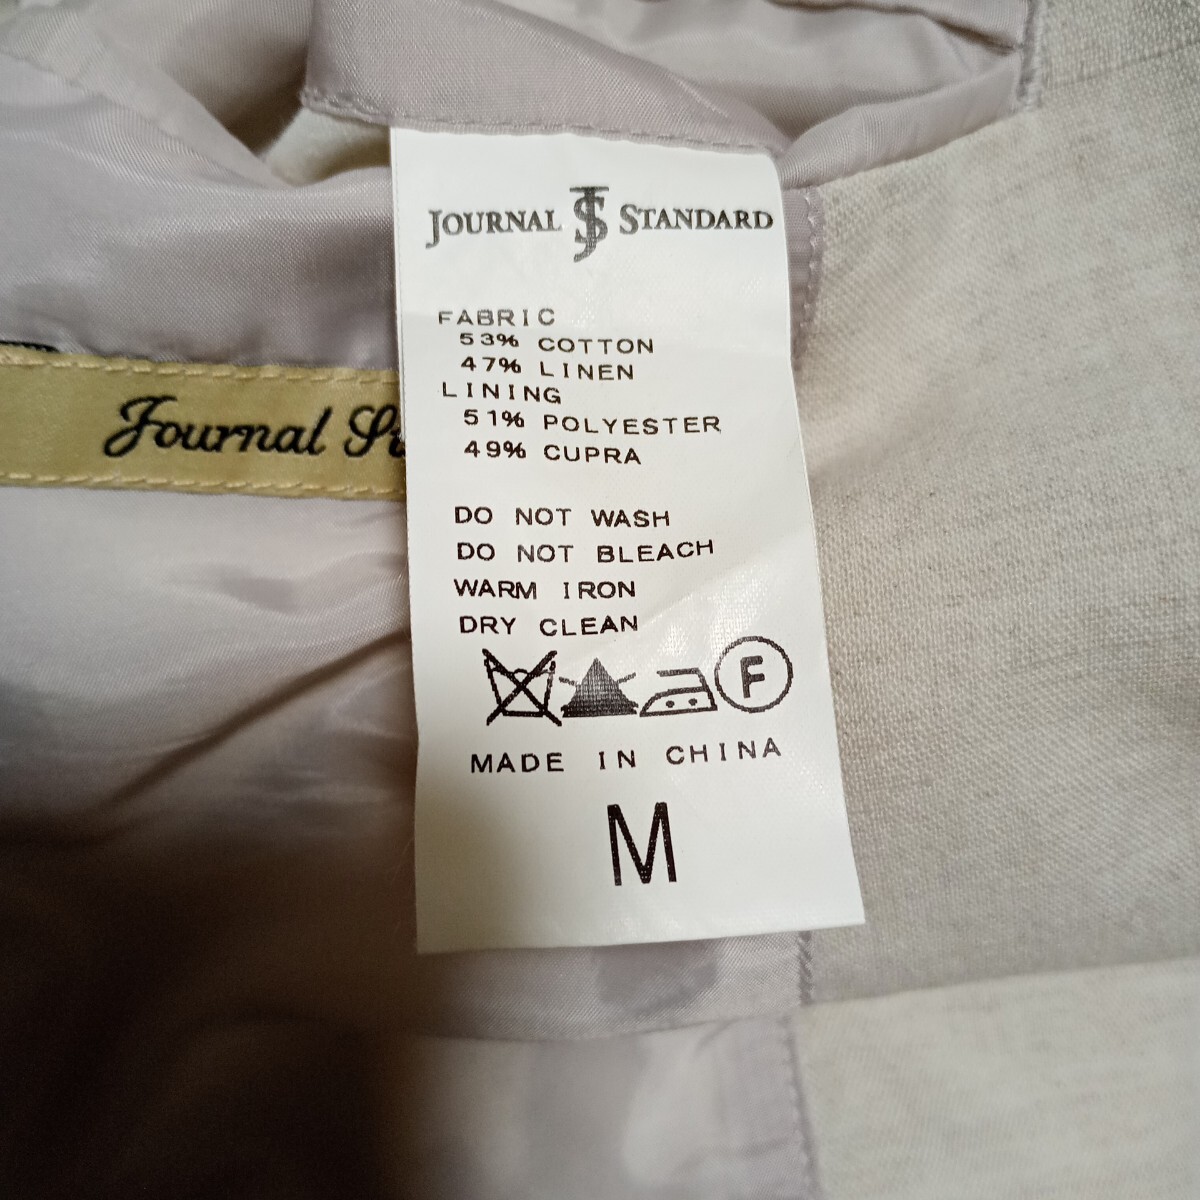 JOURNAL JS STANDARD
FABRIC
53% COTTON
47% LINEN
LINING
51% POLYESTER
49% CUPRA
DO NOT WASH
DO NOT BLEACH
WARM IRON
DRY CLEAN
F
MADE IN CHINA
M
Journal